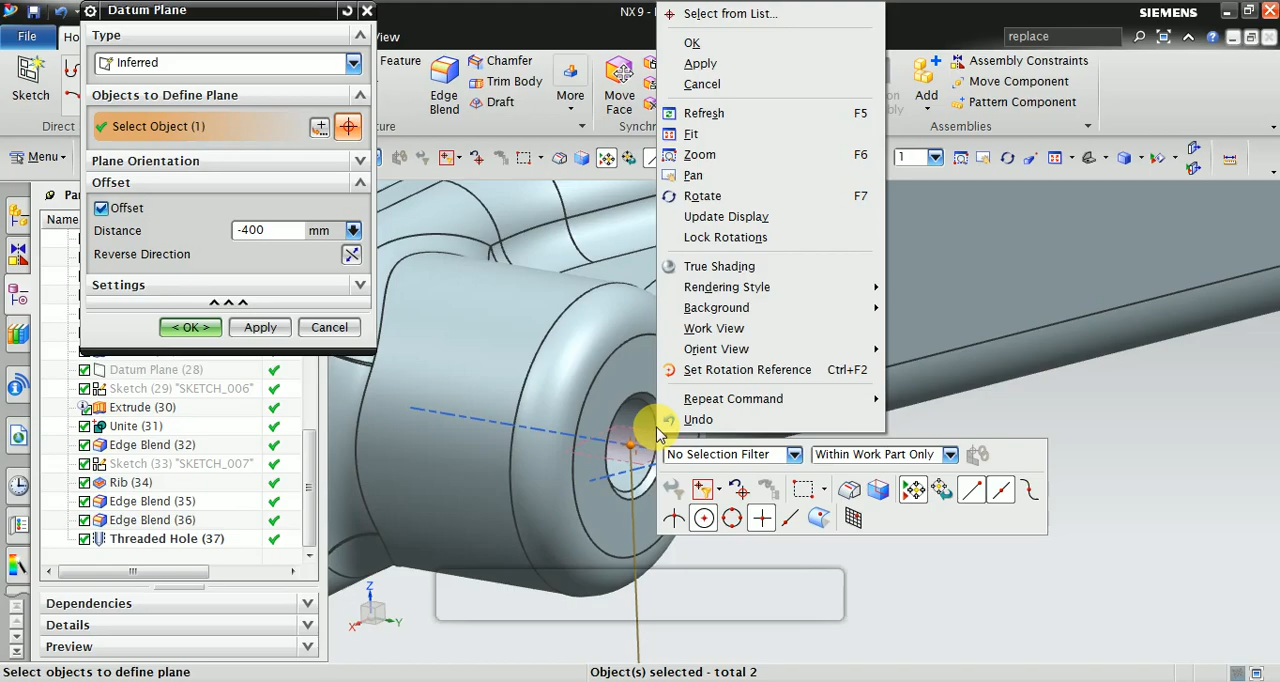 Datum Plane
NX 9 -
SIEMENS
File
Ho
View
replace
Type
Inferred
Objects to Define Plane
Select Object (1)
Plane Orientation
Offset
Offset
Distance
-400
mm
Reverse Direction
Settings
< OK >
Apply
Cancel
Sketch
Direct
Feature
Edge
Blend
Chamfer
Trim Body
Draft
More
Move
Face
Synchr
Add
Assembly Constraints
Move Component
Pattern Component
Assemblies
Menu
1
Select from List...
OK
Apply
Cancel
Refresh F5
Fit
Zoom F6
Pan
Rotate F7
Update Display
Lock Rotations
True Shading
Rendering Style
Background
Work View
Orient View
Set Rotation Reference Ctrl+F2
Repeat Command
Undo
No Selection Filter
Within Work Part Only
Par
Name
Datum Plane (28)
Sketch (29) "SKETCH_006"
Extrude (30)
Unite (31)
Edge Blend (32)
Sketch (33) "SKETCH_007"
Rib (34)
Edge Blend (35)
Edge Blend (36)
Threaded Hole (37)
Dependencies
Details
Preview
Z
X
Y
Select objects to define plane
Object(s) selected - total 2